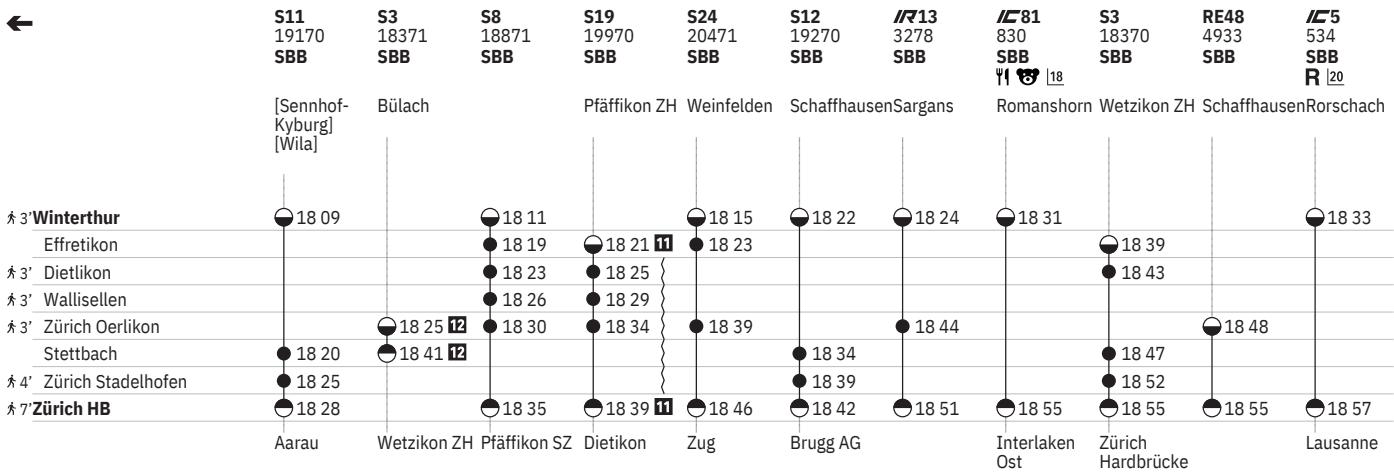 S11 S3 S8 S19 S24 S12 IR13 IC81 S3 RE48 IC5
19170 18371 18871 19970 20471 19270 3278 830 18370 4933 534
SBB SBB SBB SBB SBB SBB SBB SBB SBB SBB SBB
18 R 20
[Sennhof- Bülach Pfäffikon ZH Weinfelden Schaffhausen Sargans Romanshorn Wetzikon ZH Schaffhausen Rorschach
Kyburg]
[Wila]
3' Winterthur 18 09 18 11 18 15 18 22 18 24 18 31 18 33
Effretikon 18 19 18 21 11 18 23 18 39
3' Dietlikon 18 23 18 25 18 43
3' Wallisellen 18 26 18 29
3' Zürich Oerlikon 18 25 12 18 30 18 34 18 39 18 44 18 48
Stettbach 18 20 18 41 12 18 34 18 47
4' Zürich Stadelhofen 18 25 18 39 18 52
7' Zürich HB 18 28 18 35 18 39 11 18 46 18 42 18 51 18 55 18 55 18 55 18 57
Aarau Wetzikon ZH Pfäffikon SZ Dietikon Zug Brugg AG Interlaken Zürich Lausanne
Ost Hardbrücke